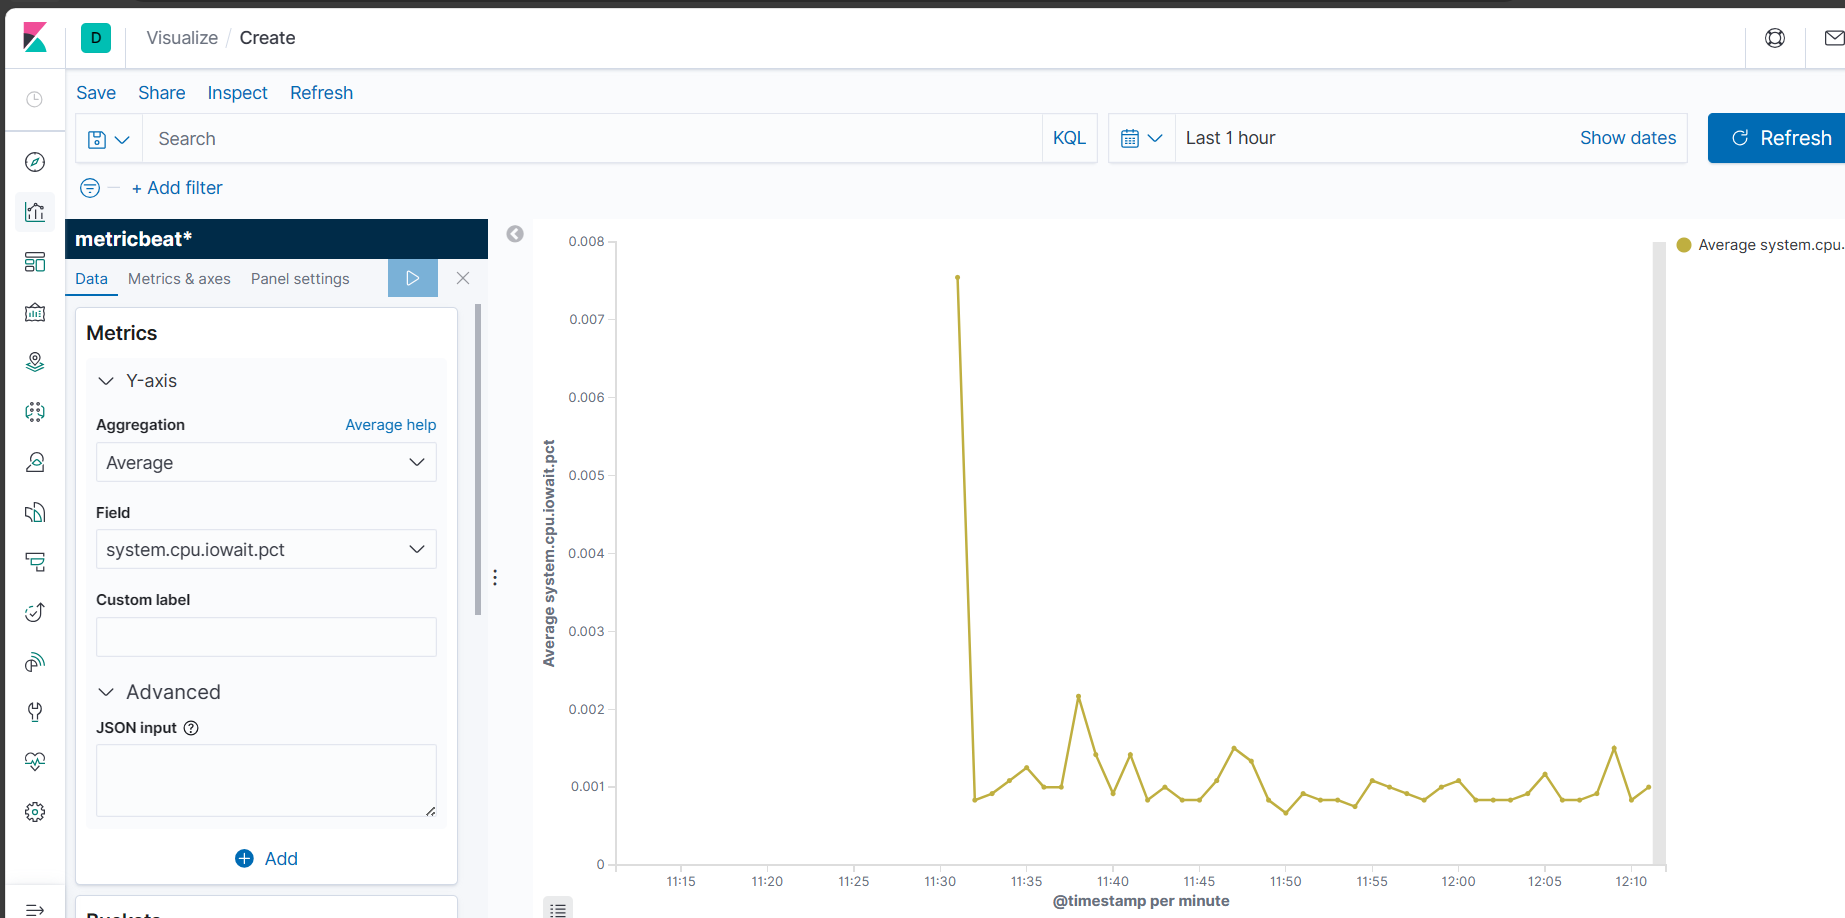 D
Visualize / Create
Save Share Inspect Refresh
Search KQL Last 1 hour Show dates Refresh
+ Add filter
metricbeat*
Data Metrics & axes Panel settings
Metrics
Y-axis
Aggregation Average help
Average
Field
system.cpu.iowait.pct
Custom label
Advanced
JSON input ?
Add
Average system.cpu.iowait.pct
0.008
0.007
0.006
0.005
0.004
0.003
0.002
0.001
0
11:15 11:20 11:25 11:30 11:35 11:40 11:45 11:50 11:55 12:00 12:05 12:10
@timestamp per minute
Average system.cpu.